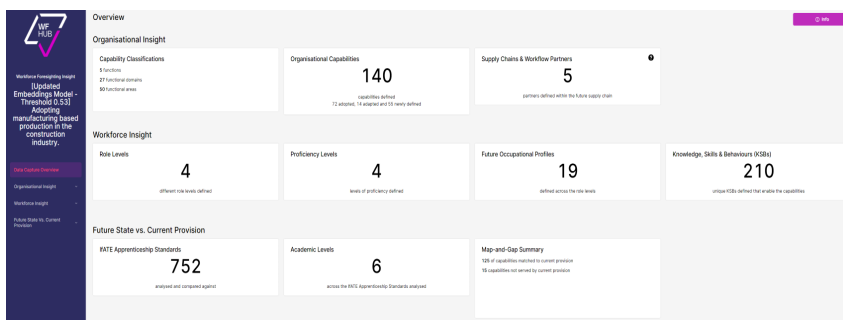 WF
HUB
Workforce Foresighting Insight
[Updated
Embeddings Model -
Threshold 0.53]
Adopting
manufacturing based
production in the
construction
industry.
Data Capture Overview
Organisational Insight
Workforce Insight
Future State Vs. Current
Provision
Overview
Info
Organisational Insight
Capability Classifications
5 functions
27 functional domains
50 functional areas
Organisational Capabilities
140
capabilities defined
72 adopted, 14 adapted and 55 newly defined
Supply Chains & Workflow Partners
5
partners defined within the future supply chain
Workforce Insight
Role Levels
4
different role levels defined
Proficiency Levels
4
levels of proficiency defined
Future Occupational Profiles
19
defined across the role levels
Knowledge, Skills & Behaviours (KSBs)
210
unique KSBs defined that enable the capabilities
Future State vs. Current Provision
IfATE Apprenticeship Standards
752
analysed and compared against
Academic Levels
6
across the IfATE Apprenticeship Standards analysed
Map-and-Gap Summary
125 of capabilities matched to current provision
15 capabilities not served by current provision